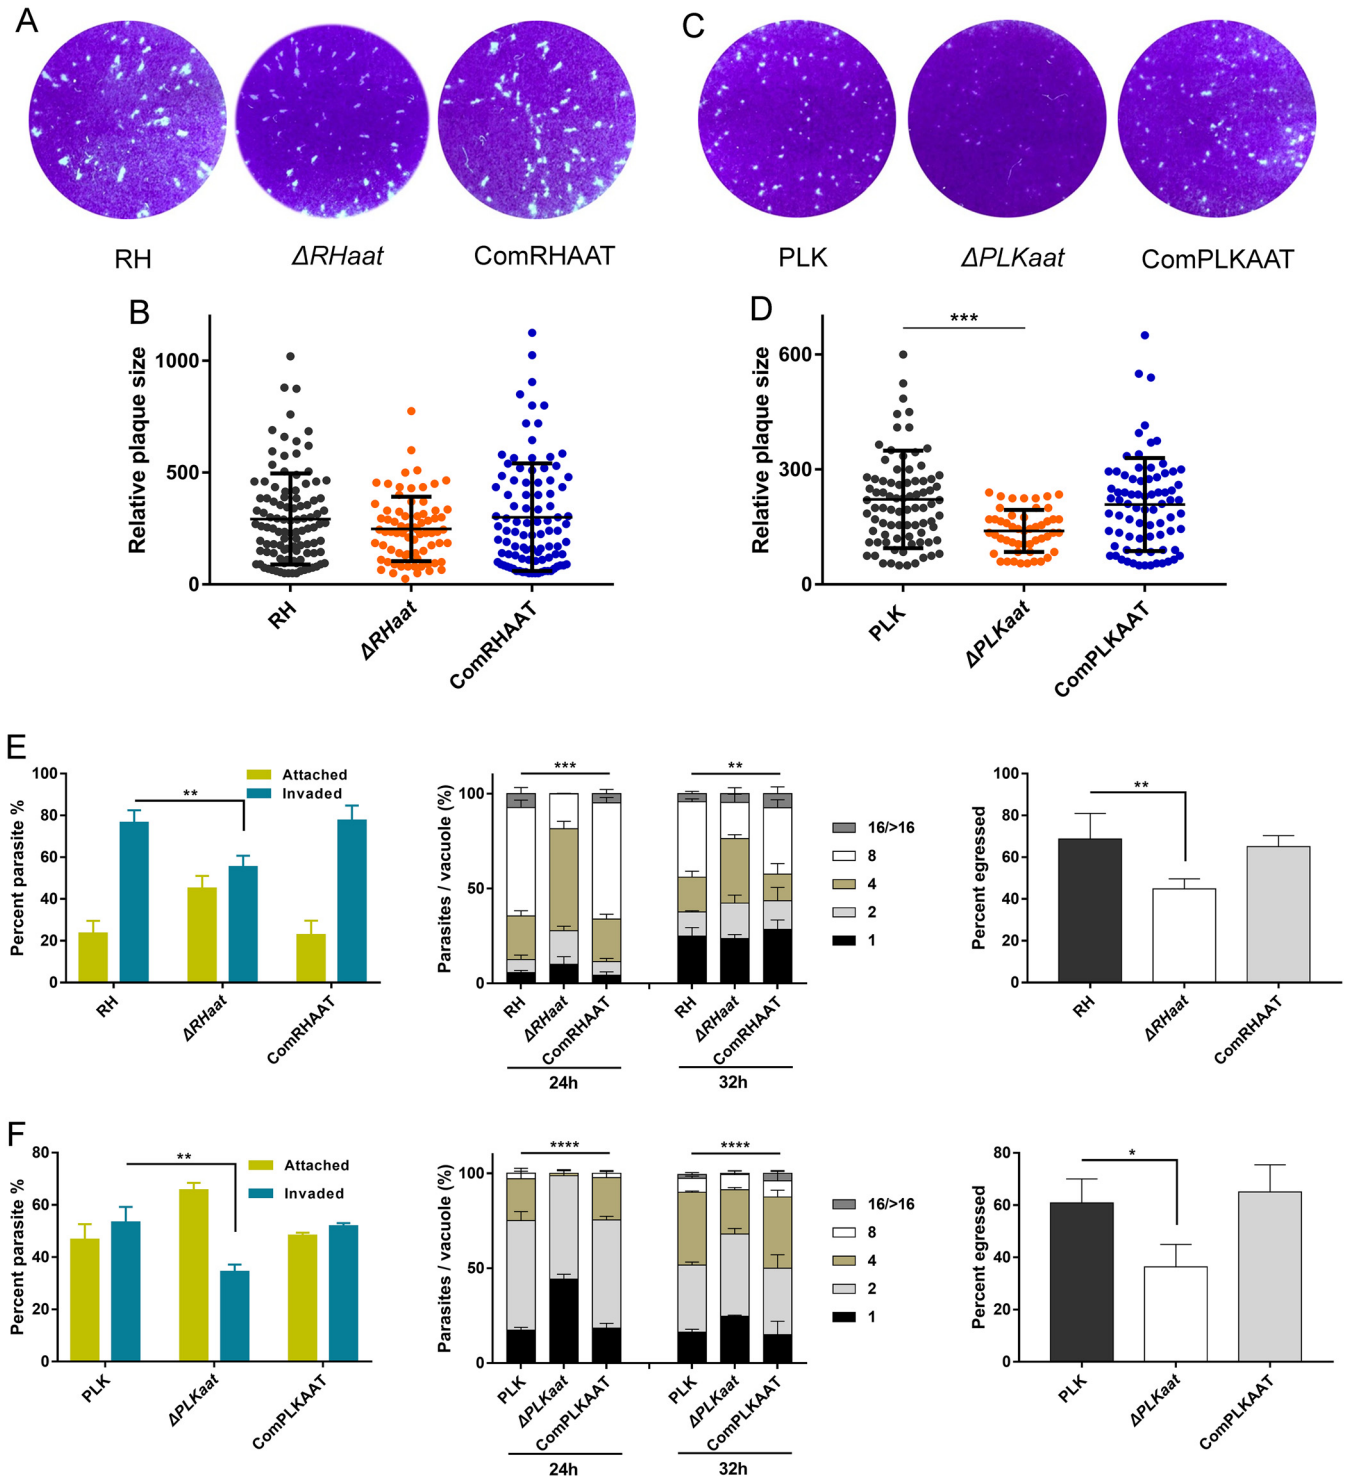 A
C
RH
ΔRHaat
ComRHAAT
PLK
ΔPLKaat
ComPLKAAT
B
Relative plaque size
1000
500
0
RH
ΔRHaat
ComRHAAT
D
Relative plaque size
600
300
0
***
PLK
ΔPLKaat
ComPLKAAT
E
Percent parasite %
100
80
60
40
20
0
**
Attached
Invaded
RH
ΔRHaat
ComRHAAT
Parasites / vacuole (%)
100
50
0
***
**
RH
ΔRHaat
ComRHAAT
RH
ΔRHaat
ComRHAAT
24h
32h
16/>16
8
4
2
1
Percent egressed
100
80
60
40
20
0
**
RH
ΔRHaat
ComRHAAT
F
Percent parasite %
80
60
40
20
0
**
Attached
Invaded
PLK
ΔPLKaat
ComPLKAAT
Parasites / vacuole (%)
100
50
0
****
****
PLK
ΔPLKaat
ComPLKAAT
PLK
ΔPLKaat
ComPLKAAT
24h
32h
16/>16
8
4
2
1
Percent egressed
80
60
40
20
0
*
PLK
ΔPLKaat
ComPLKAAT